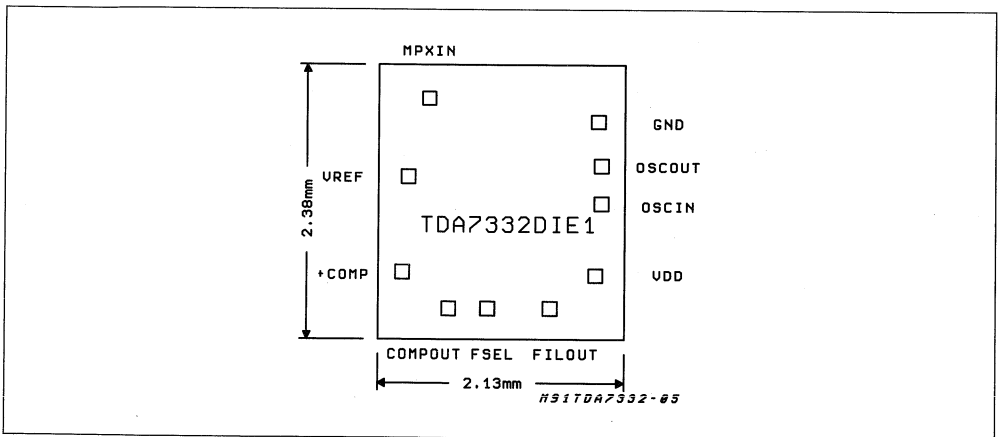 MPXIN
GND
OSCOUT
VREF
OSCIN
2.38mm
TDA7332DIE1
+COMP
VDD
COMPOUT FSEL FILOUT
2.13mm
M91TDA7332-05